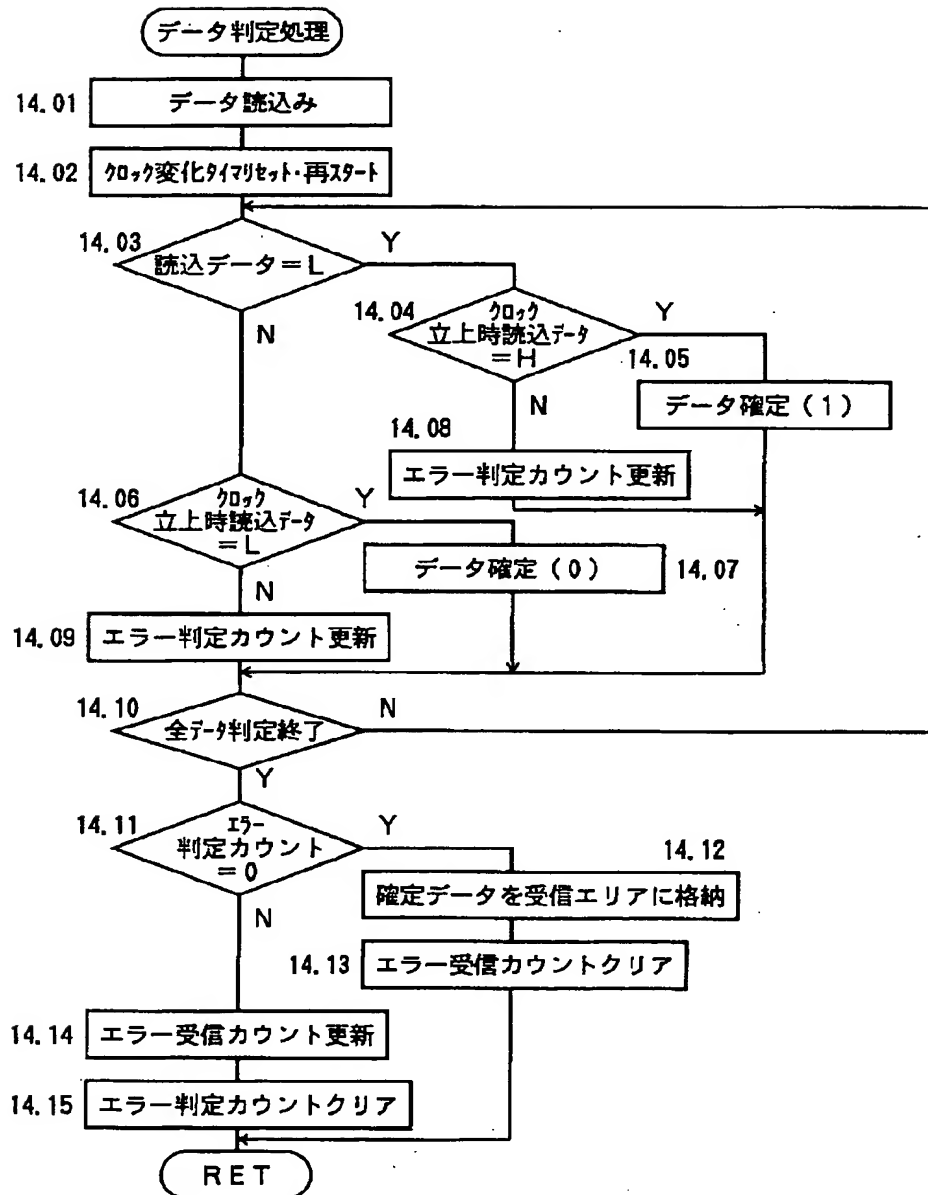 データ判定処理
14.01
データ読込み
14.02
クロック変化タイマリセット・再スタート
14.03
Y
読込データ=L
N
14.04
クロック
立上時読込データ
=H
Y
14.05
データ確定(1)
N
14.08
エラー判定カウント更新
14.06
クロック
立上時読込データ
=L
Y
データ確定(0)
14.07
N
14.09
エラー判定カウント更新
14.10
全データ判定終了
N
Y
14.11
エラー
判定カウント
=0
Y
14.12
確定データを受信エリアに格納
N
14.13
エラー受信カウントクリア
14.14
エラー受信カウント更新
14.15
エラー判定カウントクリア
RET